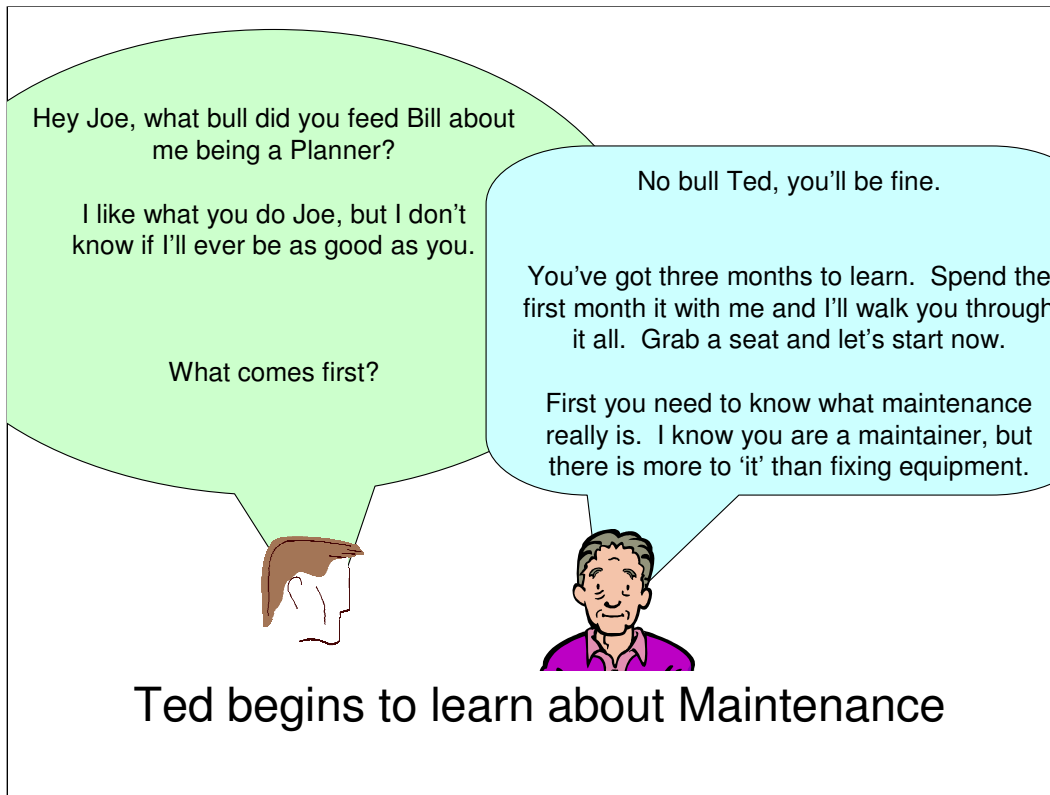 Hey Joe, what bull did you feed Bill about
me being a Planner?
I like what you do Joe, but I don't
know if I'll ever be as good as you.
What comes first?
No bull Ted, you'll be fine.
You've got three months to learn.  Spend the
first month it with me and I'll walk you through
it all.  Grab a seat and let's start now.
First you need to know what maintenance
really is.  I know you are a maintainer, but
there is more to 'it' than fixing equipment.
Ted begins to learn about Maintenance